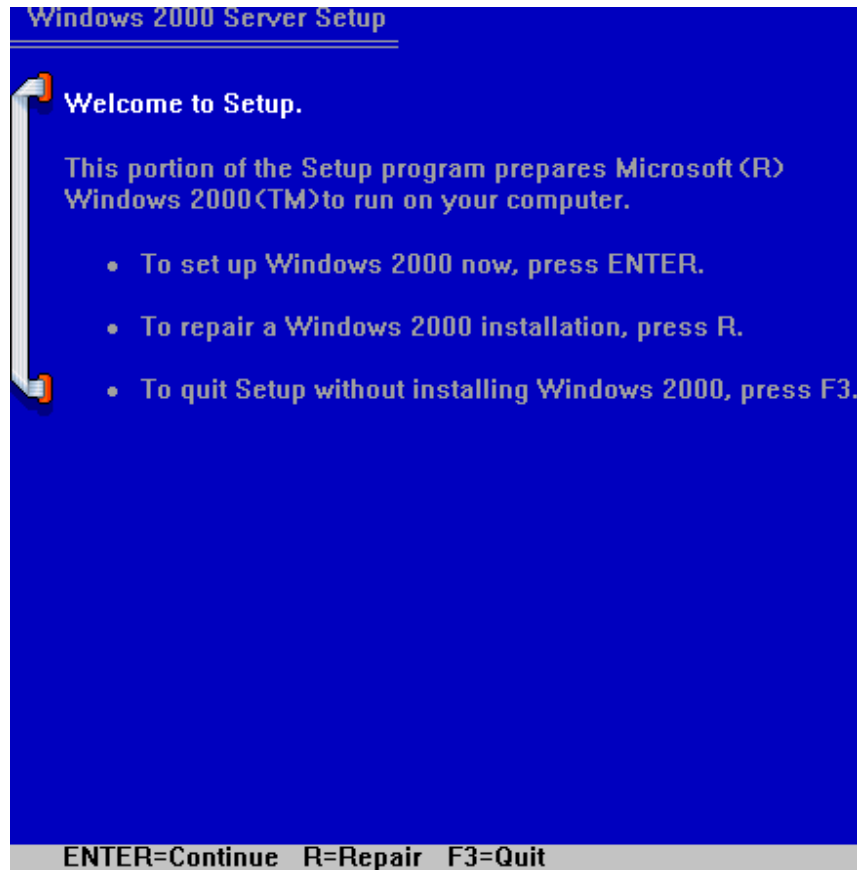 Windows 2000 Server Setup
Welcome to Setup.
This portion of the Setup program prepares Microsoft(R)
Windows 2000(TM)to run on your computer.
• To set up Windows 2000 now, press ENTER.
• To repair a Windows 2000 installation, press R.
• To quit Setup without installing Windows 2000, press F3.
ENTER=Continue R=Repair F3=Quit